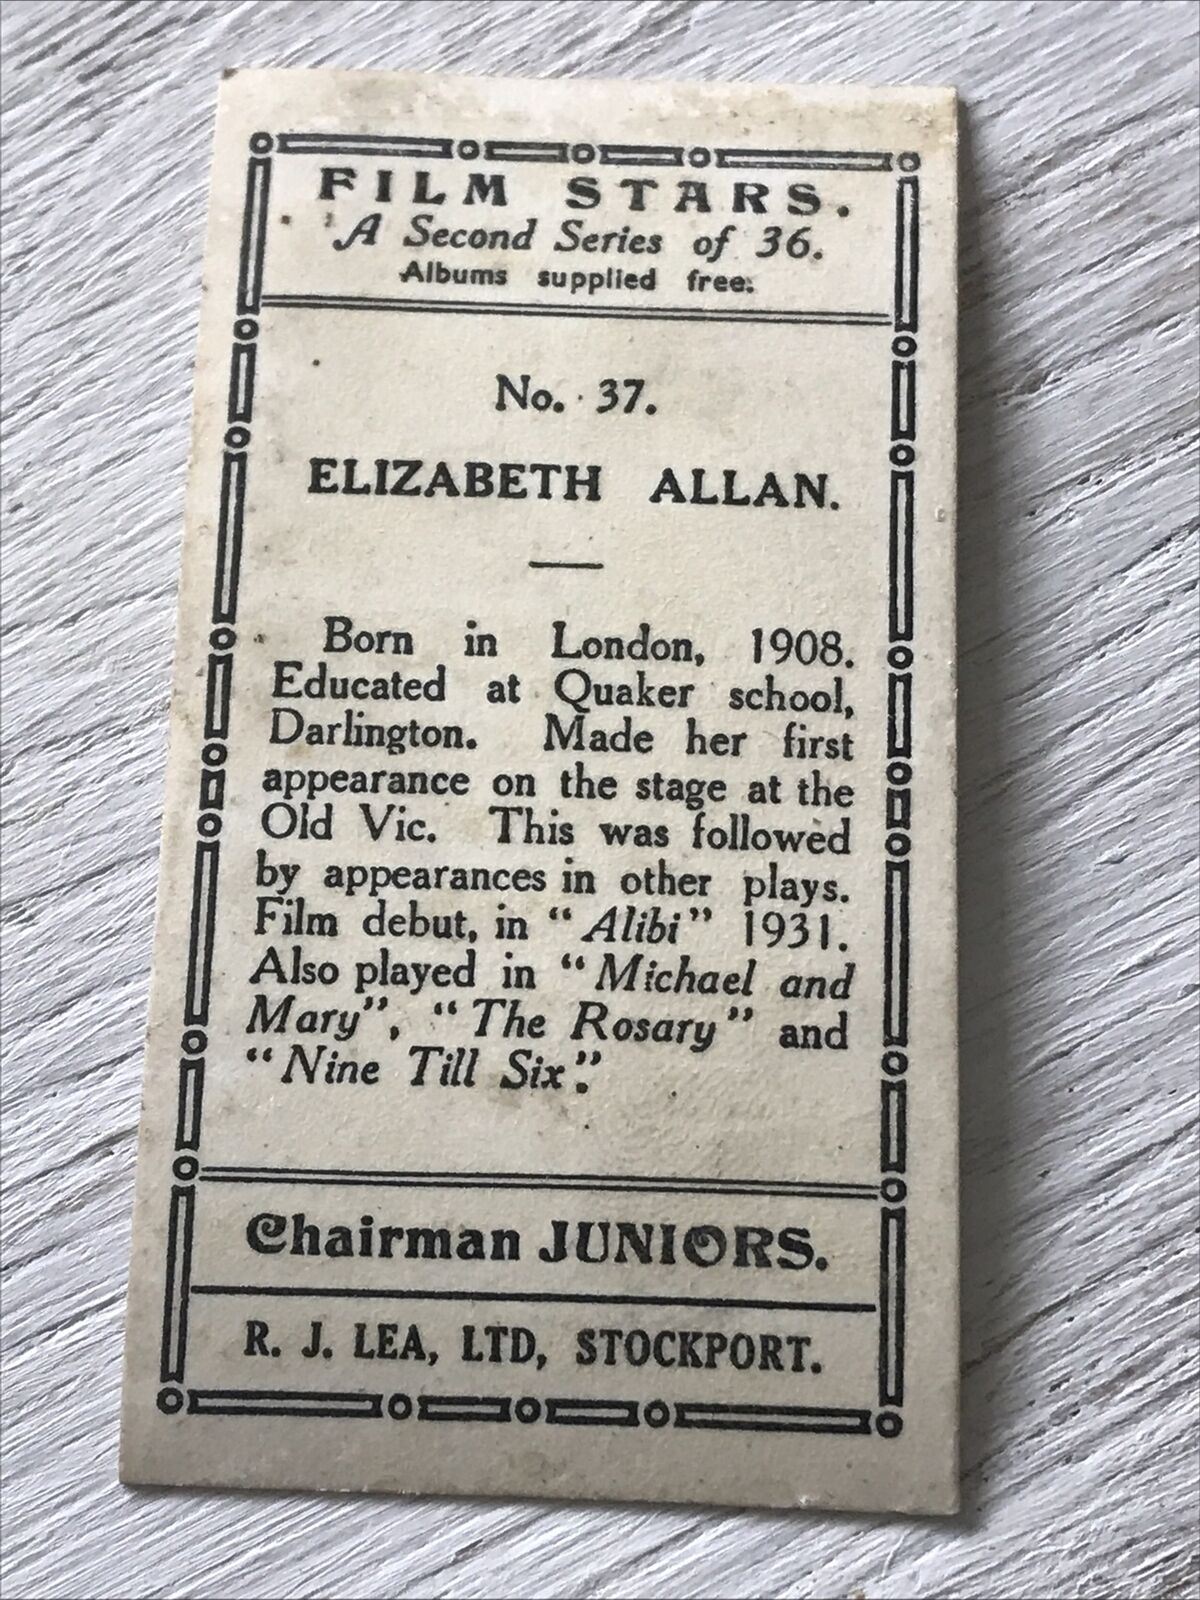 FILM STARS.
A Second Series of 36.
Albums supplied free.
No. 37.
ELIZABETH ALLAN.
Born in London, 1908.
Educated at Quaker school,
Darlington. Made her first
appearance on the stage at the
Old Vic. This was followed
by appearances in other plays.
Film debut, in "Alibi" 1931.
Also played in "Michael and
Mary", "The Rosary" and
"Nine Till Six".
Chairman JUNIORS.
R. J. LEA, LTD, STOCKPORT.